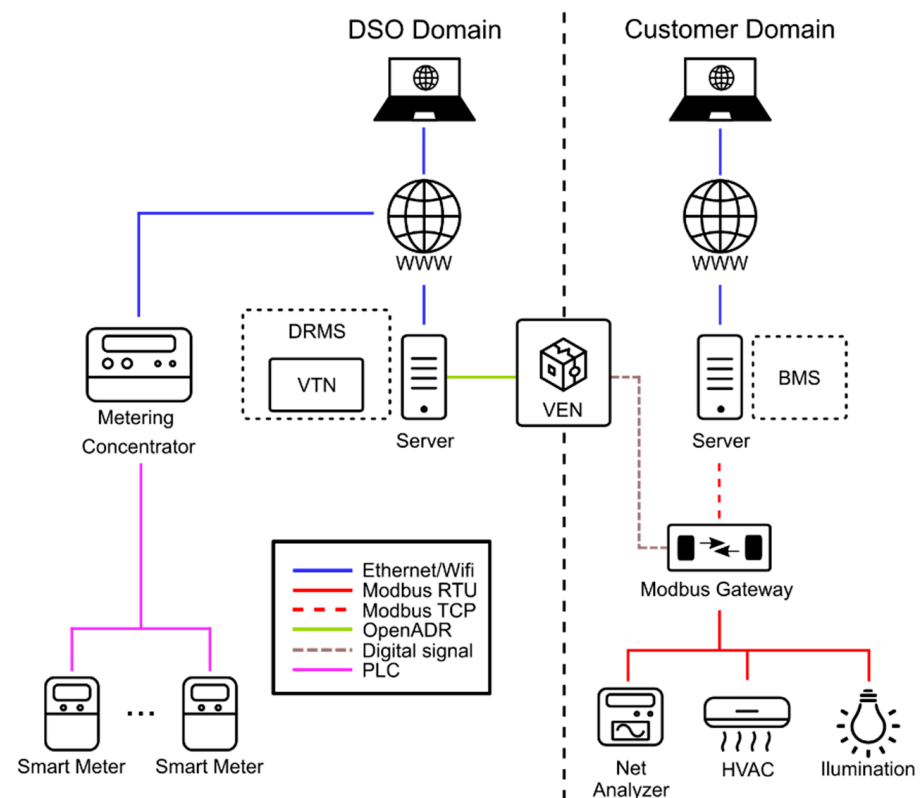 DSO Domain
Customer Domain
WWW
WWW
DRMS
VTN
Server
VEN
Server
BMS
Metering
Concentrator
Modbus Gateway
Ethernet/Wifi
Modbus RTU
Modbus TCP
OpenADR
Digital signal
PLC
...
Smart Meter
Smart Meter
Net
Analyzer
HVAC
Ilumination